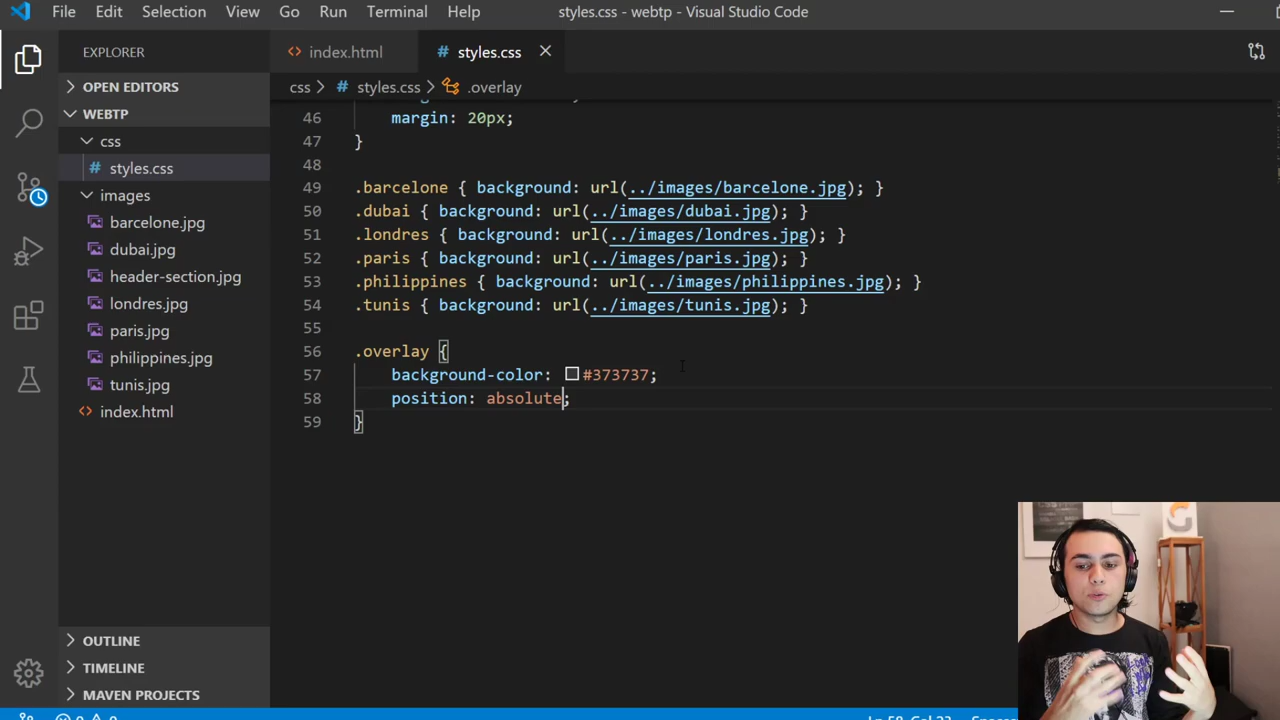 File Edit Selection View Go Run Terminal Help styles.css - webtp - Visual Studio Code
EXPLORER
index.html
# styles.css
OPEN EDITORS
css > # styles.css > .overlay
WEBTP
46 margin: 20px;
css
47 }
# styles.css
48
images
49 .barcelone { background: url(../images/barcelone.jpg); }
barcelone.jpg
50 .dubai { background: url(../images/dubai.jpg); }
dubai.jpg
51 .londres { background: url(../images/londres.jpg); }
header-section.jpg
52 .paris { background: url(../images/paris.jpg); }
londres.jpg
53 .philippines { background: url(../images/philippines.jpg); }
paris.jpg
54 .tunis { background: url(../images/tunis.jpg); }
philippines.jpg
55
tunis.jpg
56 .overlay {
index.html
57 background-color: #373737;
58 position: absolute;
59 }
OUTLINE
TIMELINE
MAVEN PROJECTS